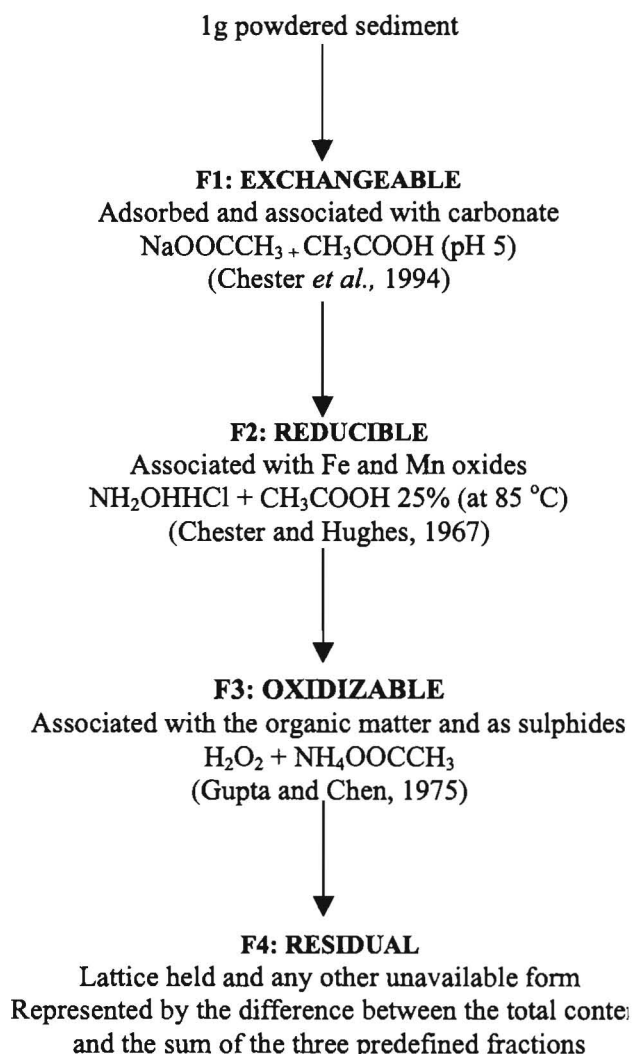 1g powdered sediment
F1: EXCHANGEABLE
Adsorbed and associated with carbonate
NaOOCCH₃ + CH₃COOH (pH 5)
(Chester et al., 1994)
F2: REDUCIBLE
Associated with Fe and Mn oxides
NH₂OHHCl + CH₃COOH 25% (at 85 °C)
(Chester and Hughes, 1967)
F3: OXIDIZABLE
Associated with the organic matter and as sulphides
H₂O₂ + NH₄OOCCH₃
(Gupta and Chen, 1975)
F4: RESIDUAL
Lattice held and any other unavailable form
Represented by the difference between the total
and the sum of the three predefined fractions